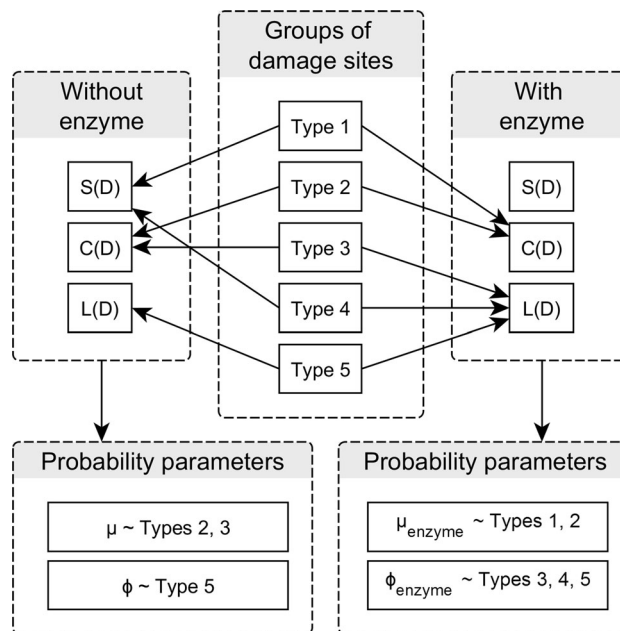 Groups of
damage sites
Type 1
Type 2
Type 3
Type 4
Type 5
Without
enzyme
S(D)
C(D)
L(D)
With
enzyme
S(D)
C(D)
L(D)
Probability parameters
μ ~ Types 2, 3
ϕ ~ Type 5
Probability parameters
μenzyme ~ Types 1, 2
ϕenzyme ~ Types 3, 4, 5